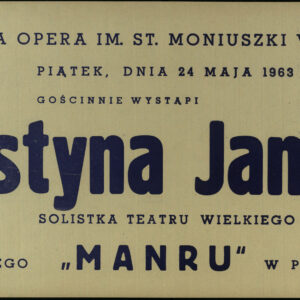 A OPERA IM. ST. MONIUSZKI
PIĄTEK, DNIA 24 MAJA 1963
GOŚCINNIE WYSTĄPI
styna Jan
SOLISTKA TEATRU WIELKIEGO
EGO „MANRU" W P